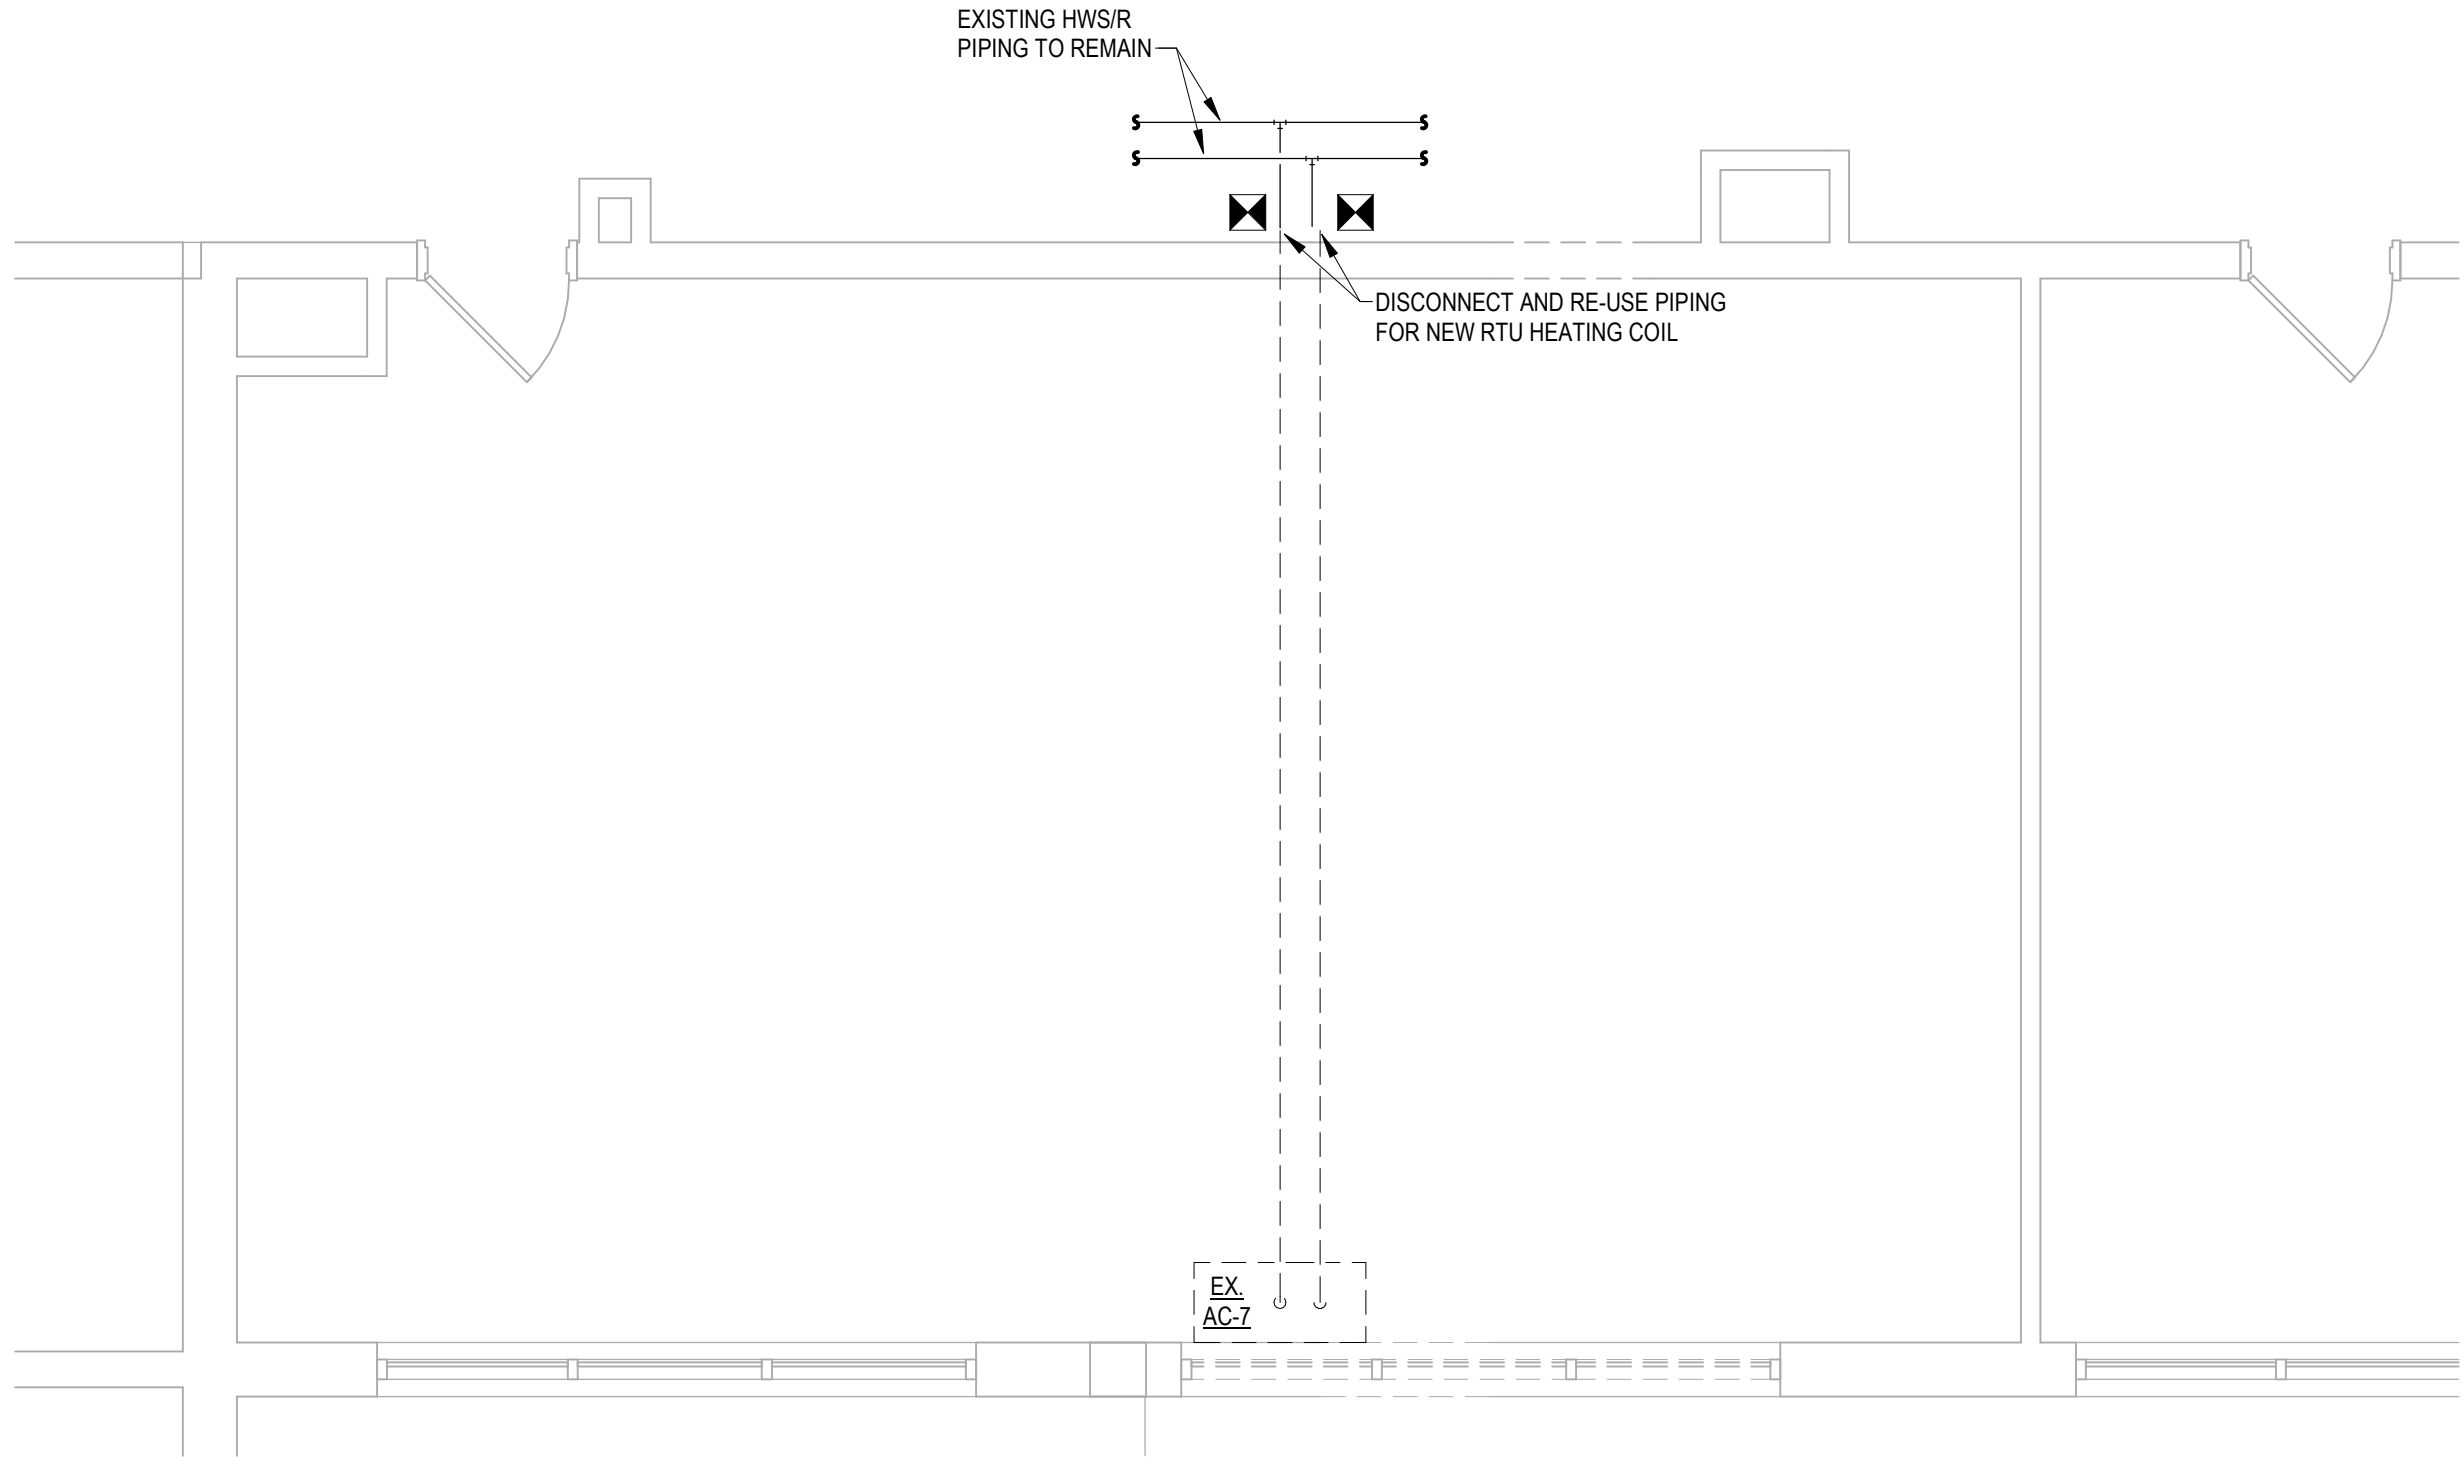 EXISTING HWS/R
PIPING TO REMAIN
DISCONNECT AND RE-USE PIPING
FOR NEW RTU HEATING COIL
EX.
AC-7